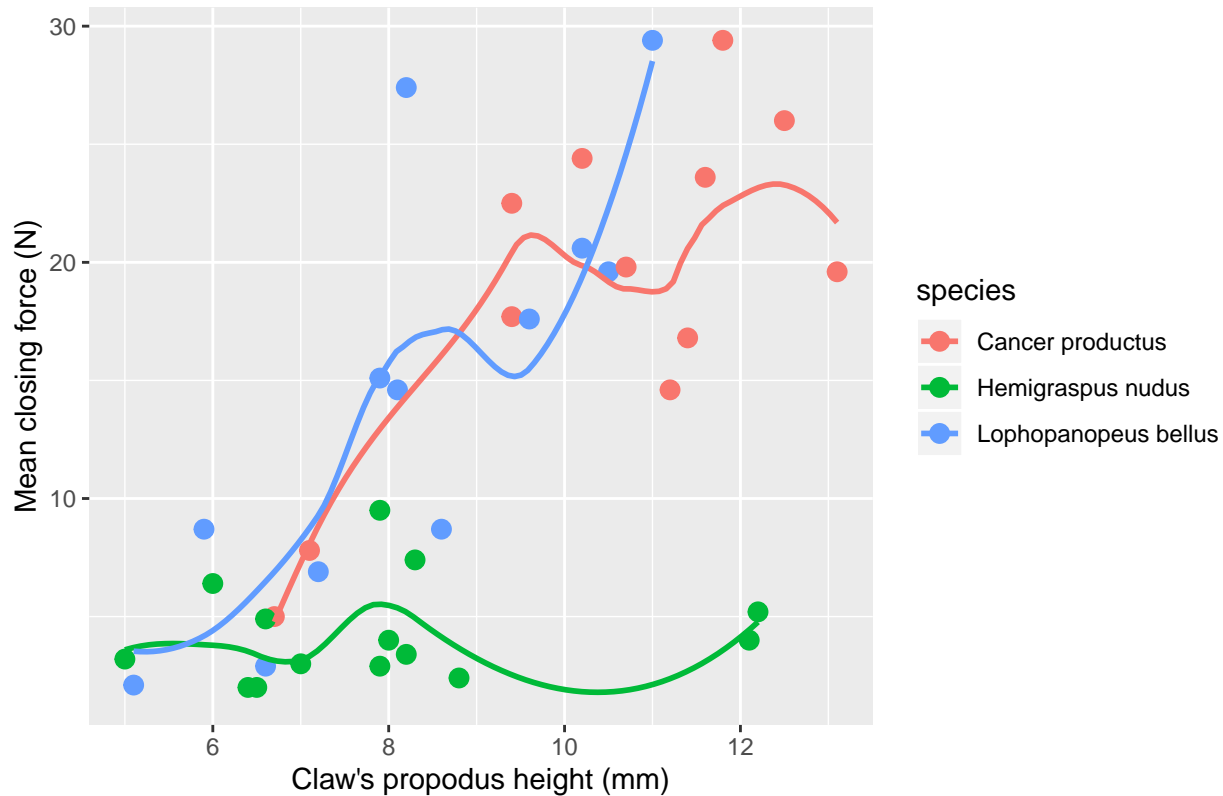 30
20
10
Mean closing force (N)
6 8 10 12
Claw's propodus height (mm)
species
Cancer productus
Hemigraspus nudus
Lophopanopeus bellus